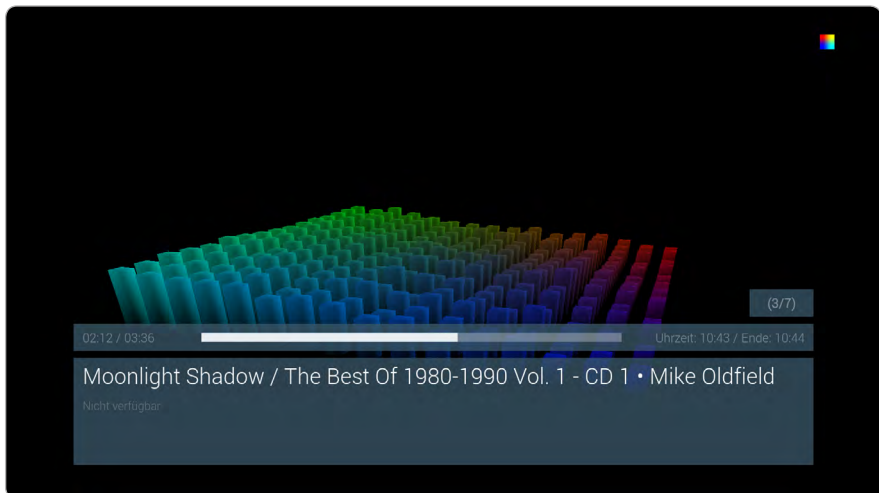 (3/7)
02:12 / 03:36 Uhrzeit: 10:43 / Ende: 10:44
Moonlight Shadow / The Best Of 1980-1990 Vol. 1 - CD 1 • Mike Oldfield
Nicht verfügbar